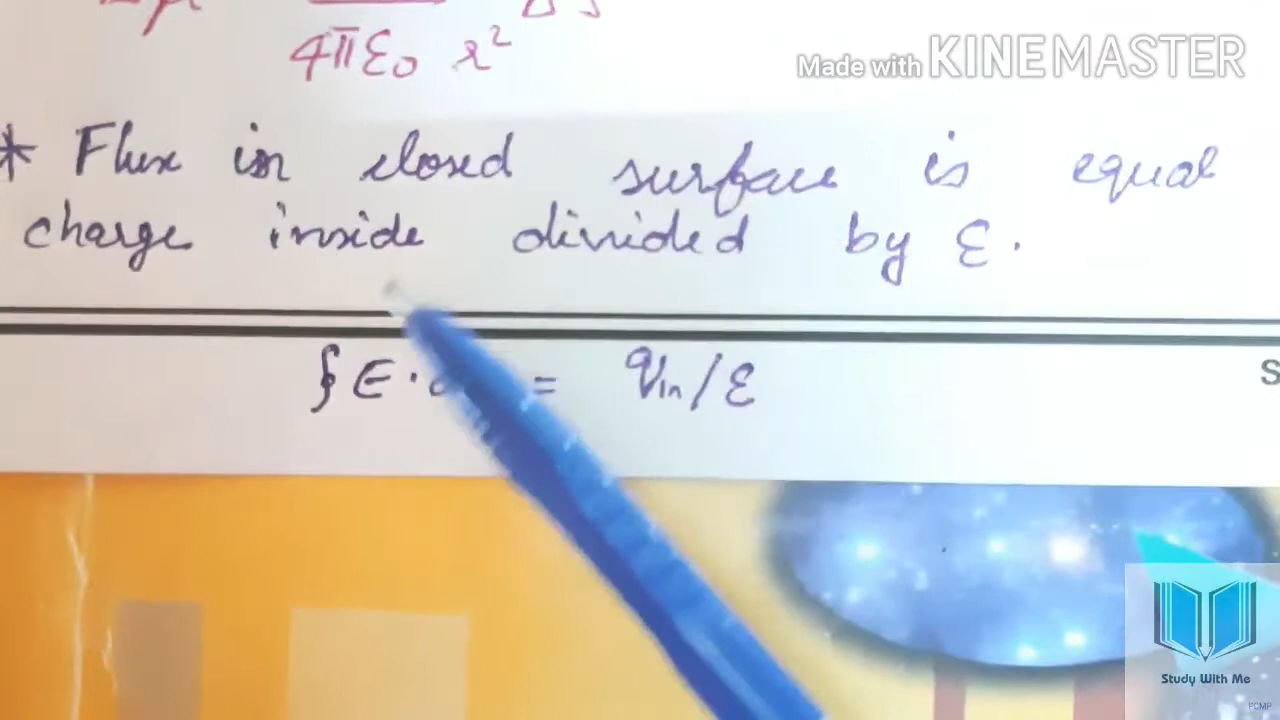 4πε₀ r²
Made with KINEMASTER
* Flux in closed surface is equal
charge inside divided by ε.
∮ E · = qin/ε
S
Study With Me
PCMP